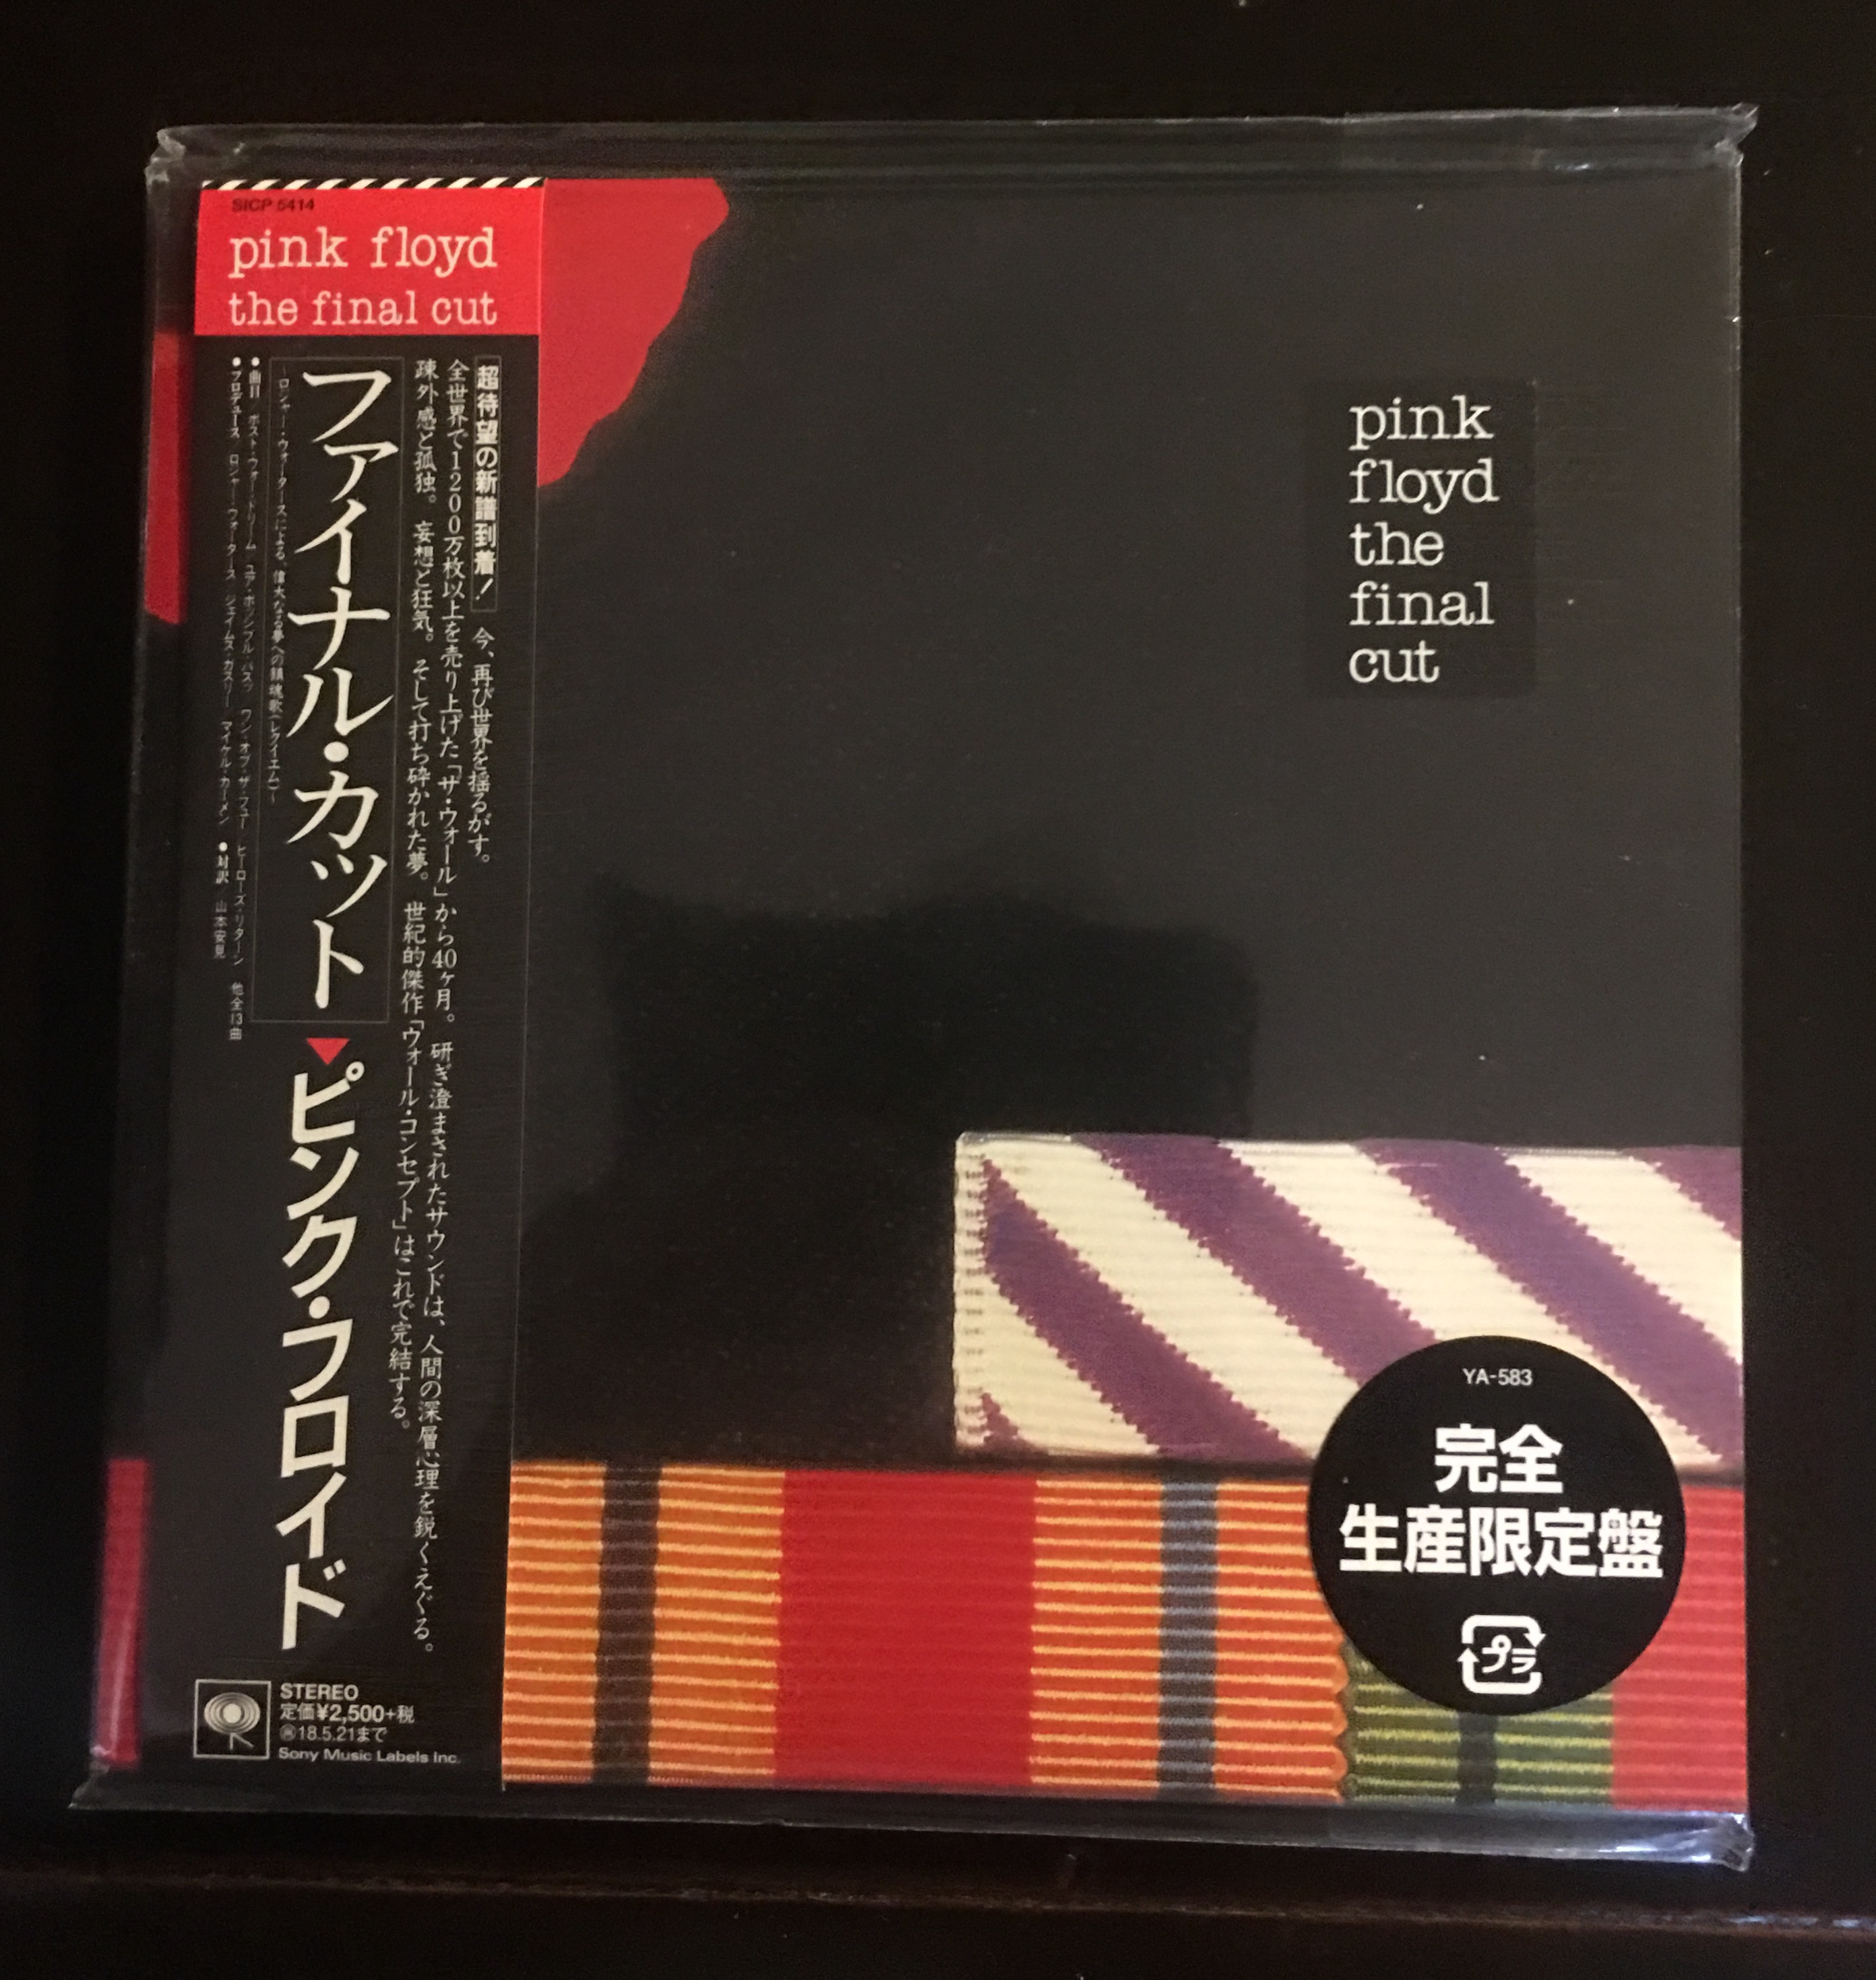 SICP 5414
pink floyd
the final cut
超待望の新譜到着! 今、再び世界を揺るがす。
全世界で1200万枚以上を売り上げた「ザ・ウォール」から40ヶ月。 研ぎ澄まされたサウンドは、人間の深層心理を鋭くえぐる。
疎外感と孤独。 妄想と狂気。 そして打ち砕かれた夢。 世紀的傑作「ウォール・コンセプト」はこれで完結する。
ファイナル・カット
ピンク・フロイド
~ロジャー・ウォータースによる、偉大なる夢への鎮魂歌(レクイエム)~
●曲目 ポスト・ウォー・ドリーム ユア・ポッシブル・パスツ ワン・オブ・ザ・フュー ヒーローズ・リターン 他全13曲
●プロデュース ロジャー・ウォータース ジェイムス・ガスリー マイケル・カーメン ●対訳 山本安見
STEREO
定価¥2,500+税
18.5.21まで
Sony Music Labels Inc.
pink
floyd
the
final
cut
YA-583
完全
生産限定盤
プラ